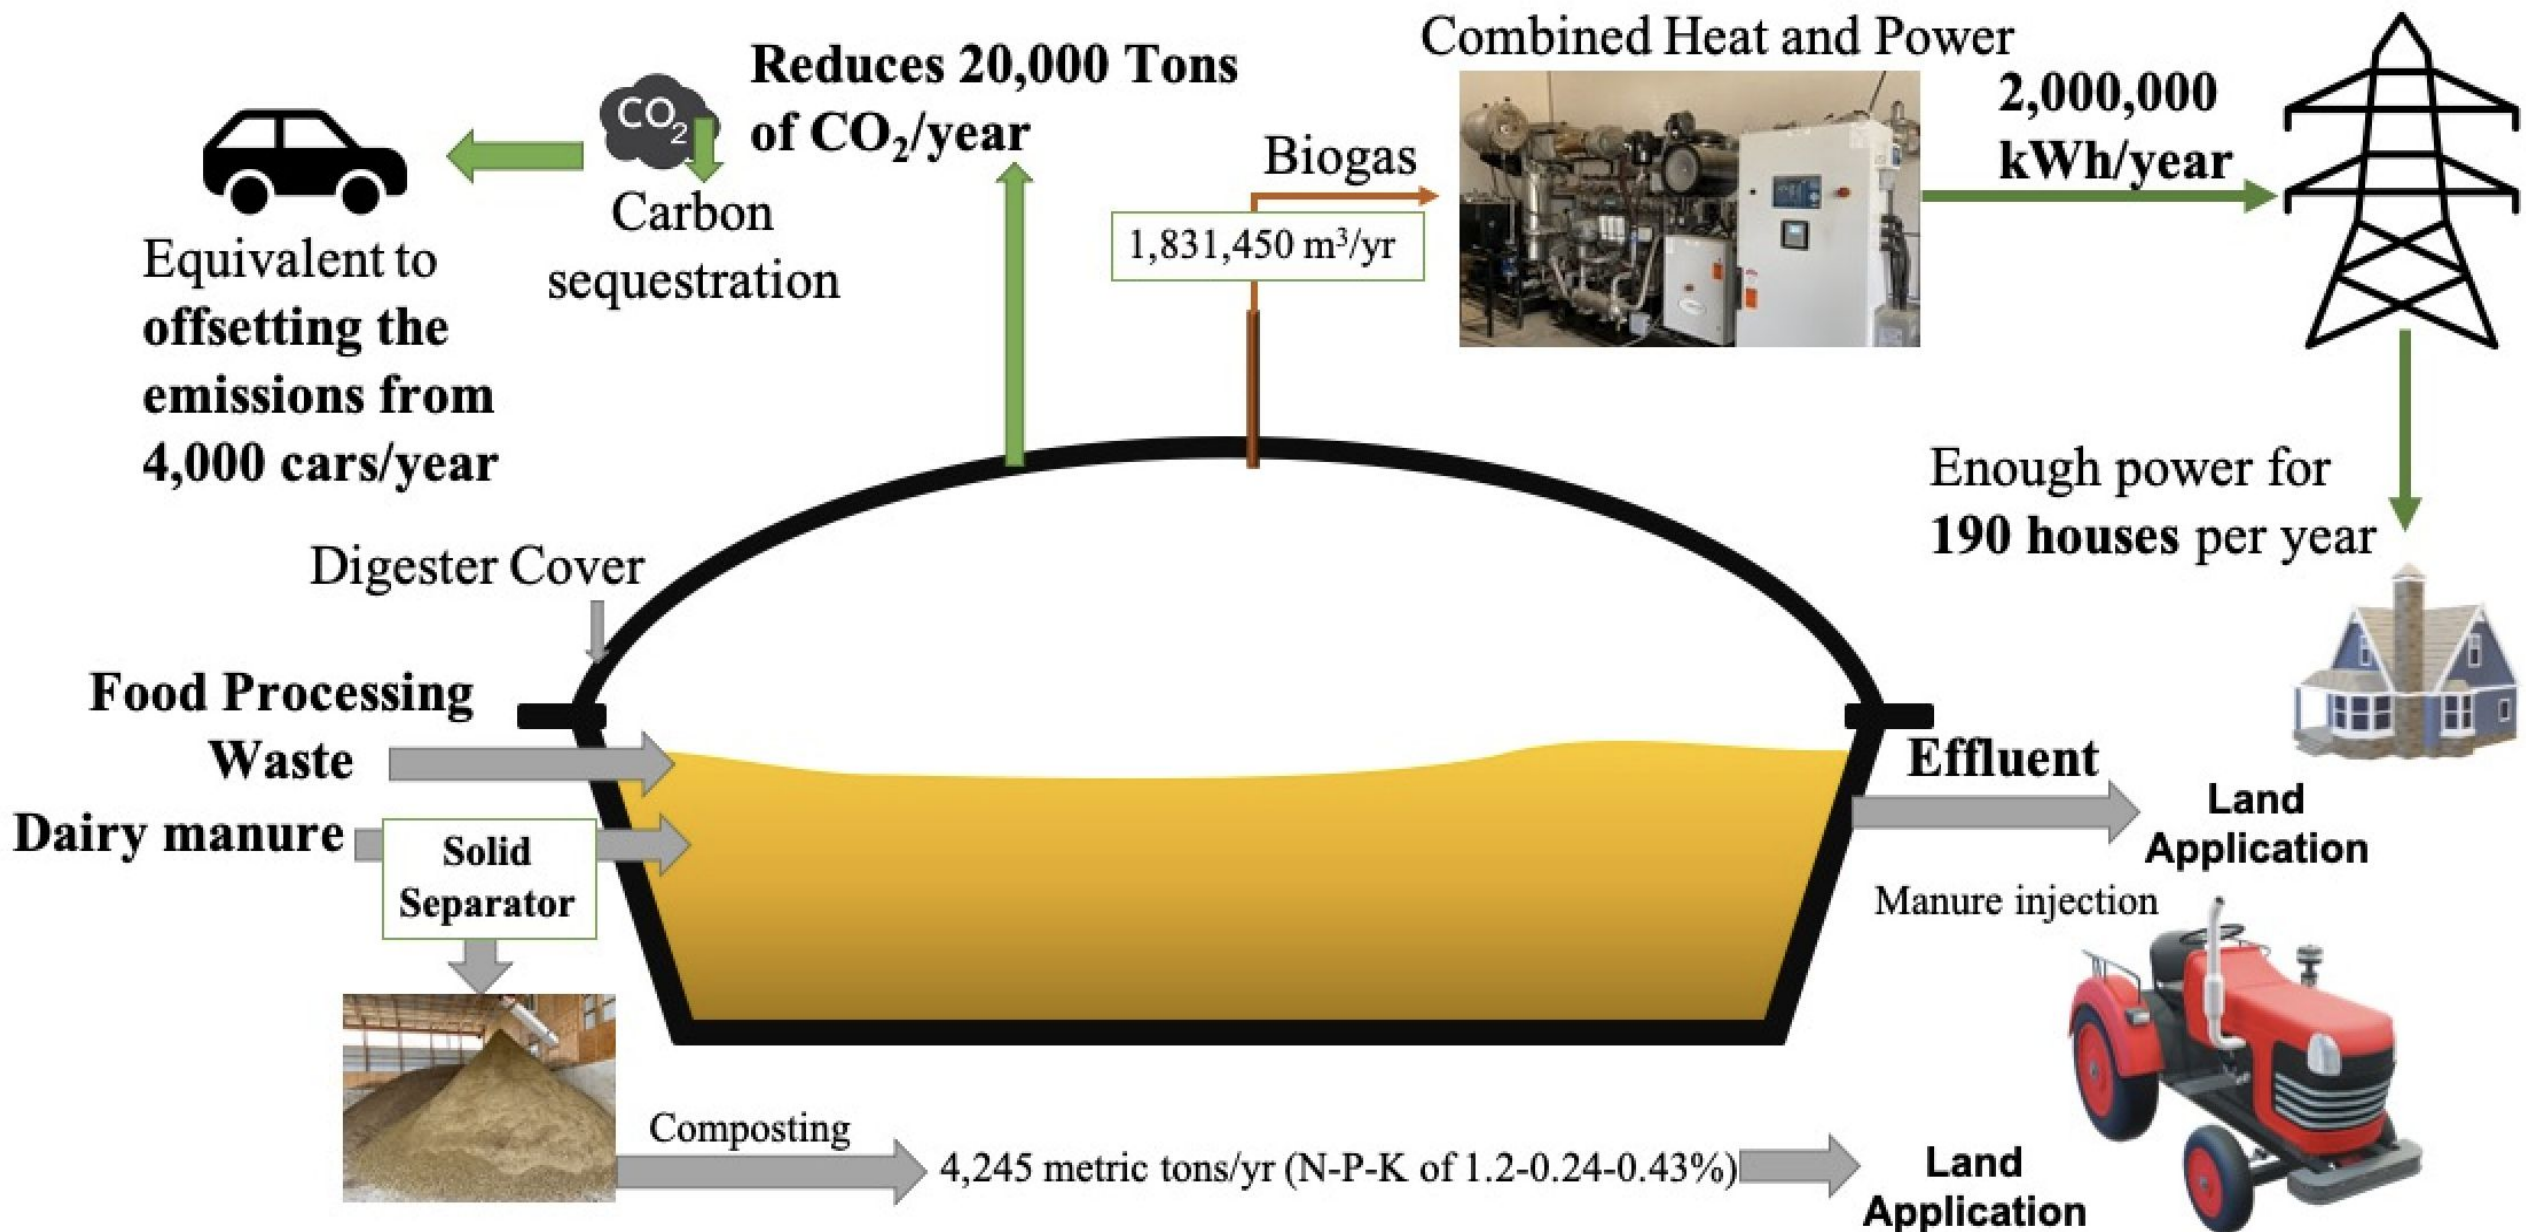 Combined Heat and Power
Reduces 20,000 Tons
of CO₂/year
CO₂
Carbon
sequestration
Equivalent to
offsetting the
emissions from
4,000 cars/year
Biogas
1,831,450 m³/yr
2,000,000
kWh/year
Enough power for
190 houses per year
Digester Cover
Food Processing
Waste
Dairy manure
Solid
Separator
Effluent
Land
Application
Manure injection
Composting
4,245 metric tons/yr (N-P-K of 1.2-0.24-0.43%)
Land
Application